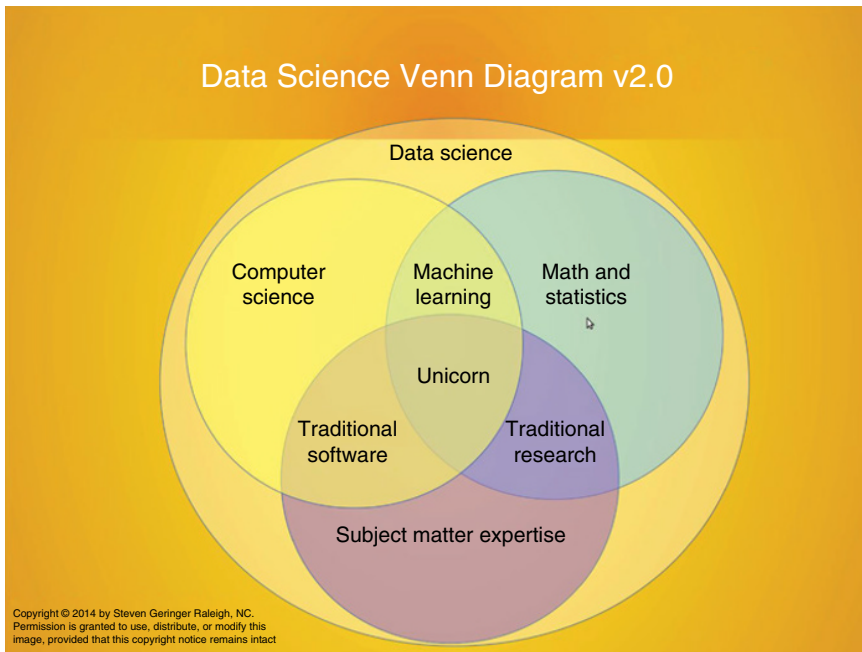 Data Science Venn Diagram v2.0
Data science
Computer
science
Machine
learning
Math and
statistics
Unicorn
Traditional
software
Traditional
research
Subject matter expertise
Copyright © 2014 by Steven Geringer Raleigh, NC.
Permission is granted to use, distribute, or modify this
image, provided that this copyright notice remains intact